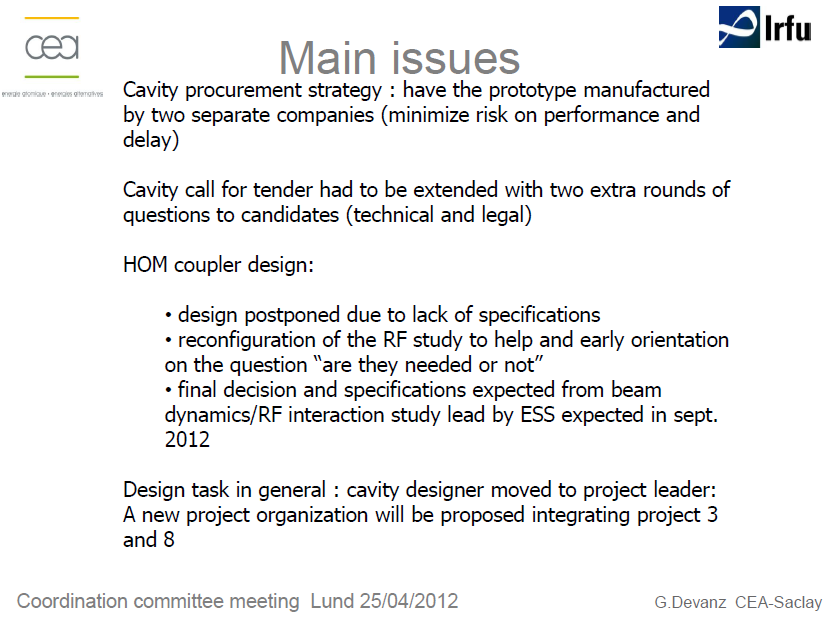 cea
énergie atomique • énergies alternatives
Irfu
Main issues
Cavity procurement strategy : have the prototype manufactured
by two separate companies (minimize risk on performance and
delay)
Cavity call for tender had to be extended with two extra rounds of
questions to candidates (technical and legal)
HOM coupler design:
• design postponed due to lack of specifications
• reconfiguration of the RF study to help and early orientation
on the question “are they needed or not”
• final decision and specifications expected from beam
dynamics/RF interaction study lead by ESS expected in sept.
2012
Design task in general : cavity designer moved to project leader:
A new project organization will be proposed integrating project 3
and 8
Coordination committee meeting Lund 25/04/2012
G.Devanz CEA-Saclay